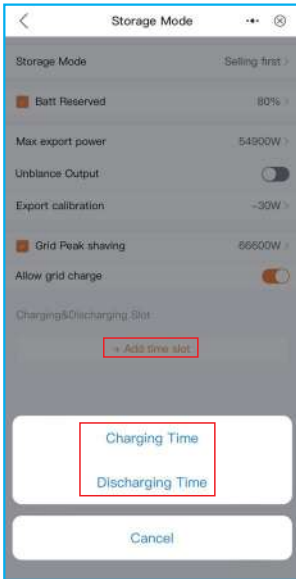 Storage Mode
Storage Mode Selling first >
Batt Reserved 80% >
Max export power 54900W >
Unblance Output
Export calibration -30W >
Grid Peak shaving 66600W >
Allow grid charge
Charging&Discharging Slot
+ Add time slot
Charging Time
Discharging Time
Cancel